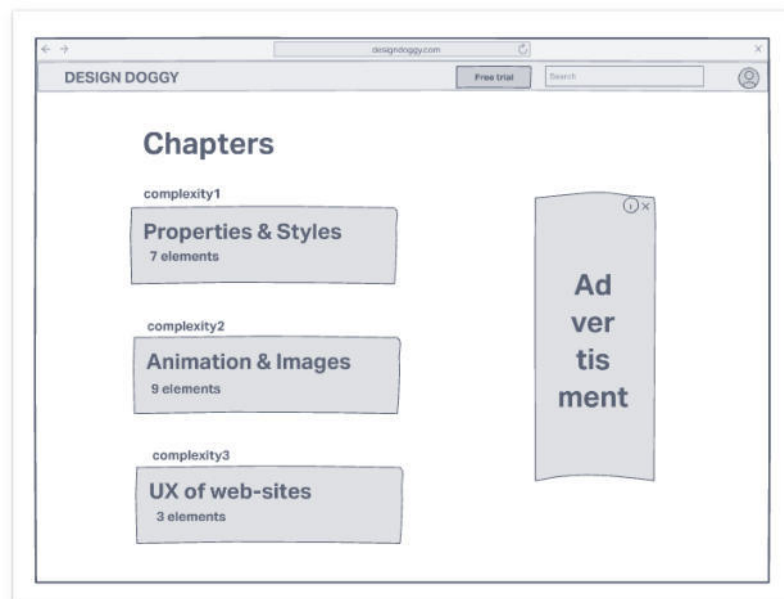 designdoggy.com
DESIGN DOGGY
Free trial
Search
Chapters
complexity1
Properties & Styles
7 elements
complexity2
Animation & Images
9 elements
complexity3
UX of web-sites
3 elements
Ad
ver
tis
ment